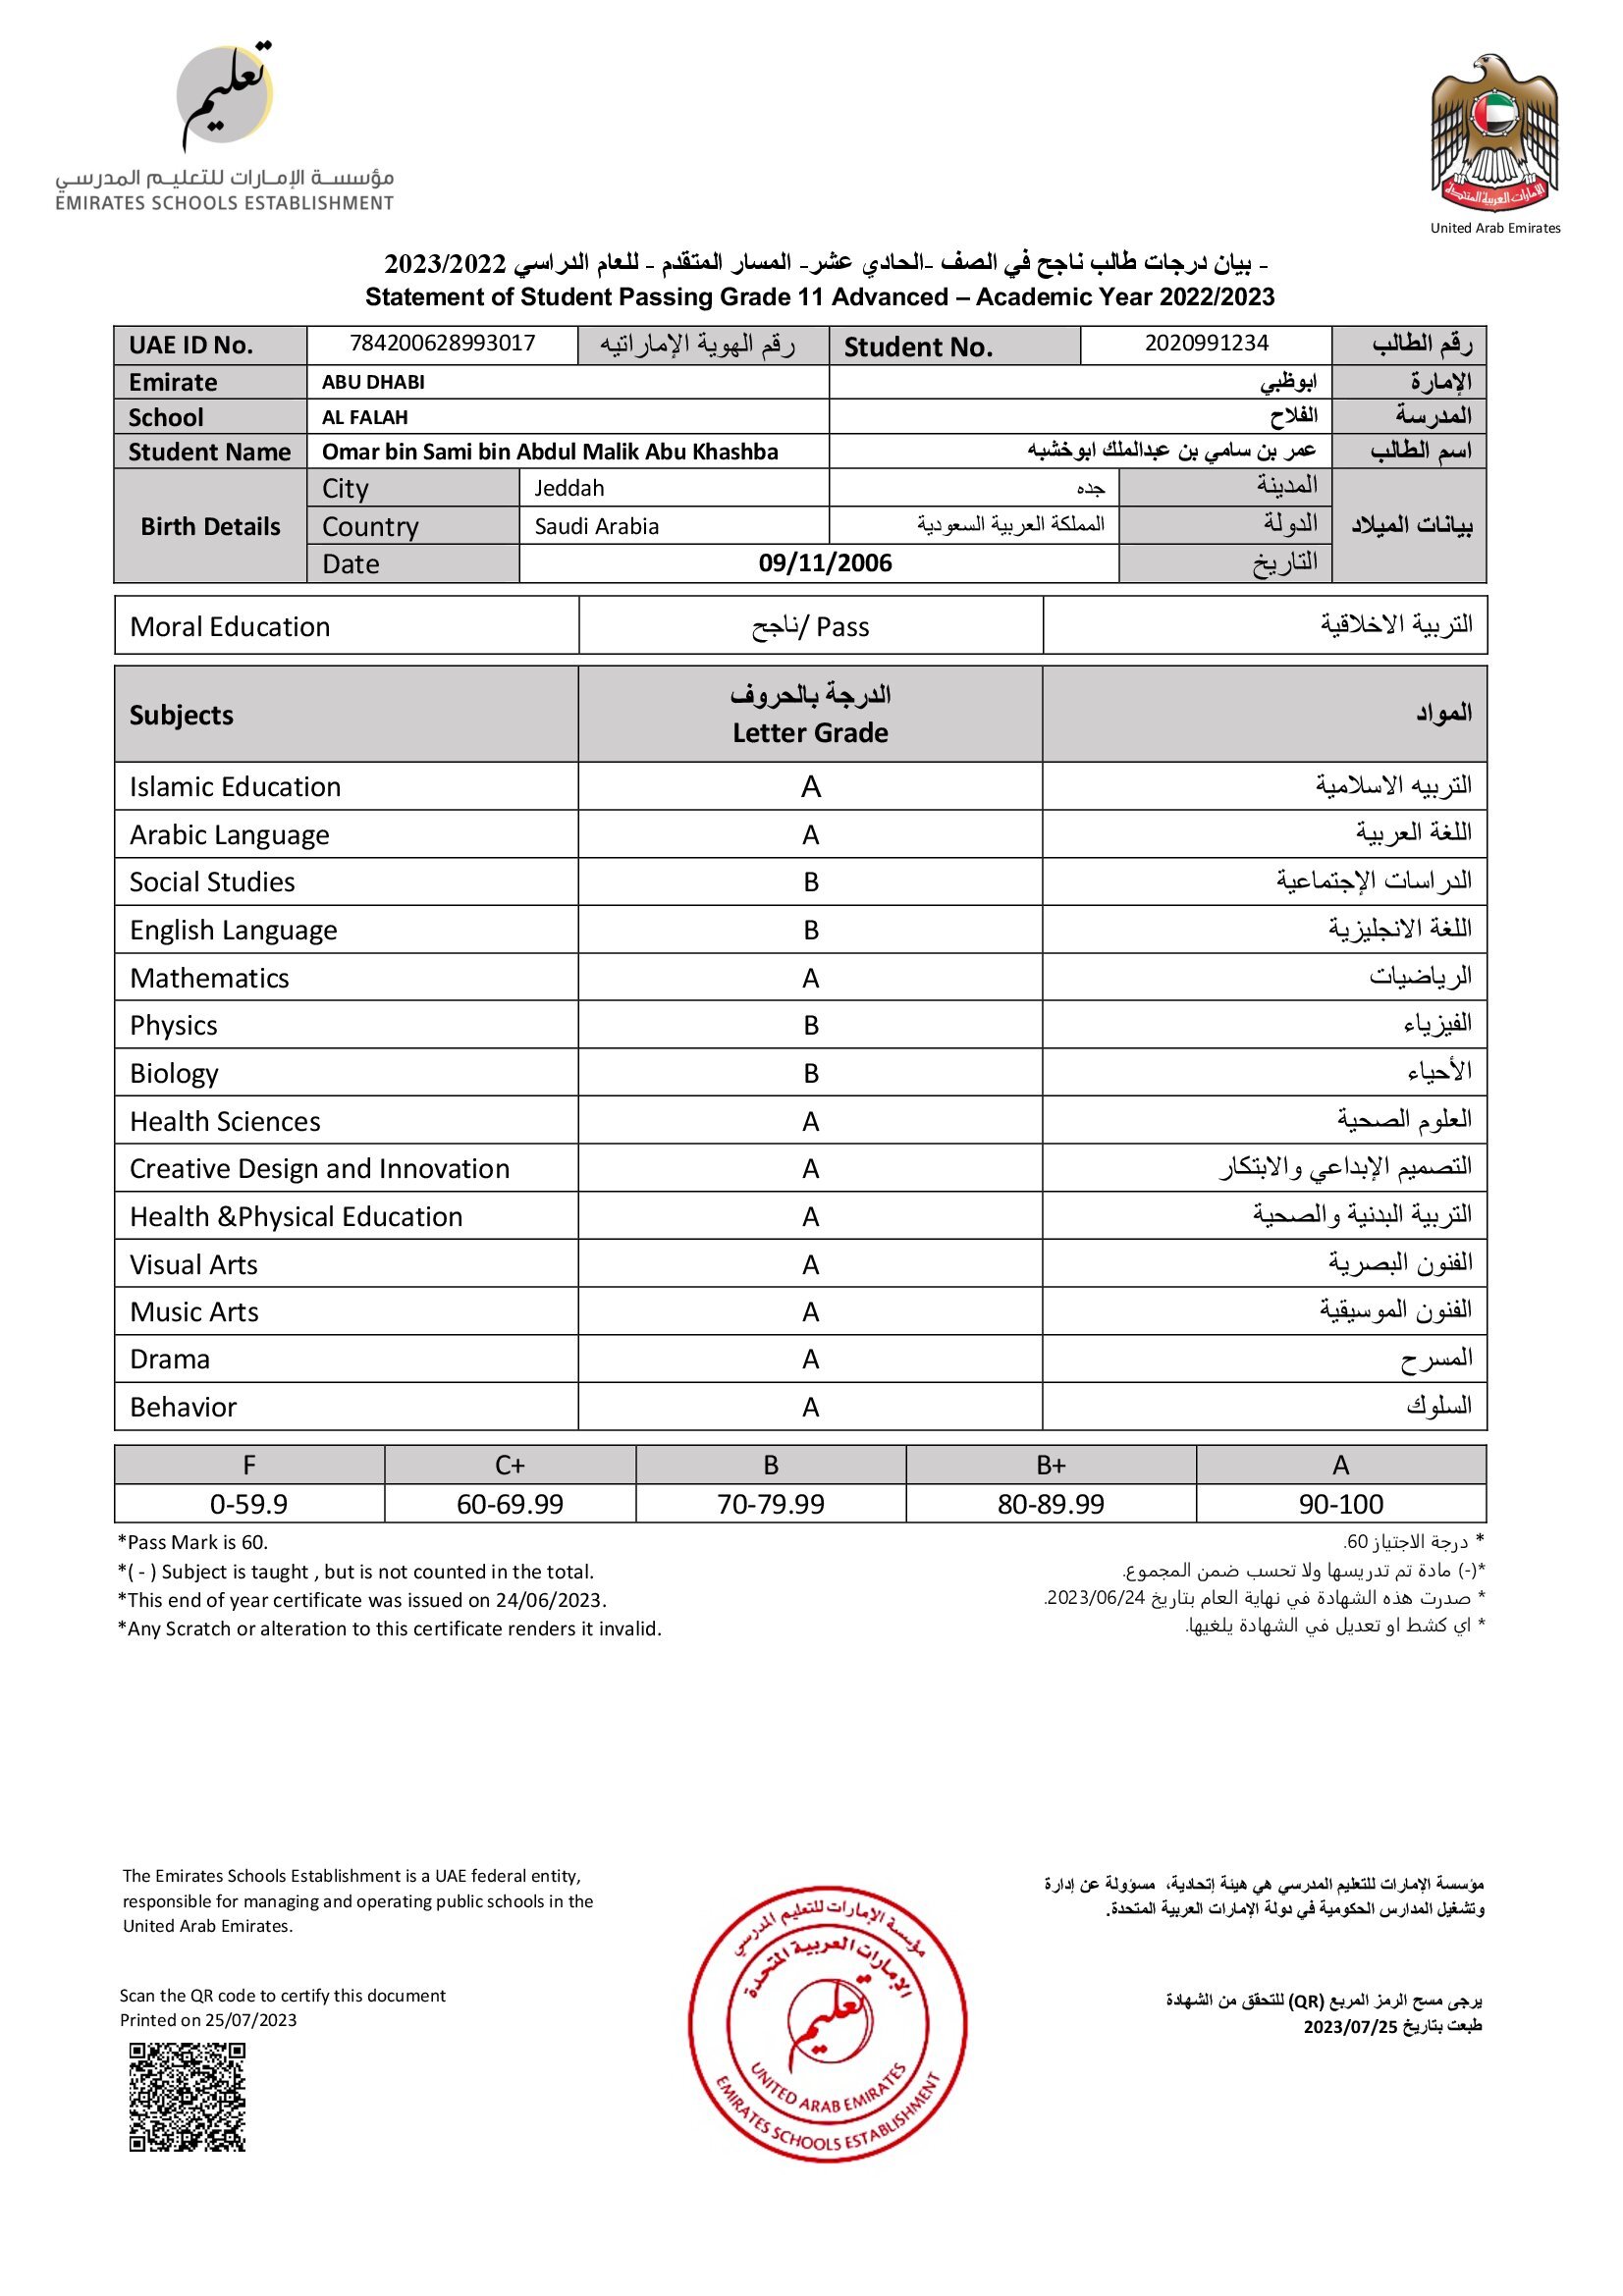 تعليم
مؤسسة الإمارات للتعليم المدرسي
EMIRATES SCHOOLS ESTABLISHMENT
الإمارات العربية المتحدة
United Arab Emirates
- بيان درجات طالب ناجح في الصف -الحادي عشر- المسار المتقدم - للعام الدراسي 2023/2022
Statement of Student Passing Grade 11 Advanced – Academic Year 2022/2023
UAE ID No. 784200628993017 رقم الهوية الإماراتيه Student No. 2020991234 رقم الطالب
Emirate ABU DHABI ابوظبي الإمارة
School AL FALAH الفلاح المدرسة
Student Name Omar bin Sami bin Abdul Malik Abu Khashba عمر بن سامي بن عبدالملك ابوخشبه اسم الطالب
Birth Details City Jeddah جده المدينة بيانات الميلاد
Country Saudi Arabia المملكة العربية السعودية الدولة
Date 09/11/2006 التاريخ
Moral Education ناجح/ Pass التربية الاخلاقية
Subjects الدرجة بالحروف المواد
Letter Grade
Islamic Education A التربيه الاسلامية
Arabic Language A اللغة العربية
Social Studies B الدراسات الإجتماعية
English Language B اللغة الانجليزية
Mathematics A الرياضيات
Physics B الفيزياء
Biology B الأحياء
Health Sciences A العلوم الصحية
Creative Design and Innovation A التصميم الإبداعي والابتكار
Health &Physical Education A التربية البدنية والصحية
Visual Arts A الفنون البصرية
Music Arts A الفنون الموسيقية
Drama A المسرح
Behavior A السلوك
F C+ B B+ A
0-59.9 60-69.99 70-79.99 80-89.99 90-100
*Pass Mark is 60. * درجة الاجتياز 60.
*( - ) Subject is taught , but is not counted in the total. *(-) مادة تم تدريسها ولا تحسب ضمن المجموع.
*This end of year certificate was issued on 24/06/2023. * صدرت هذه الشهادة في نهاية العام بتاريخ 2023/06/24.
*Any Scratch or alteration to this certificate renders it invalid. * اي كشط او تعديل في الشهادة يلغيها.
The Emirates Schools Establishment is a UAE federal entity,
responsible for managing and operating public schools in the
United Arab Emirates.
مؤسسة الإمارات للتعليم المدرسي هي هيئة إتحادية، مسؤولة عن إدارة
وتشغيل المدارس الحكومية في دولة الإمارات العربية المتحدة.
مؤسسة الإمارات للتعليم المدرسي
الإمارات العربية المتحدة
تعليم
UNITED ARAB EMIRATES
EMIRATES SCHOOLS ESTABLISHMENT
Scan the QR code to certify this document
Printed on 25/07/2023
يرجى مسح الرمز المربع (QR) للتحقق من الشهادة
طبعت بتاريخ 2023/07/25